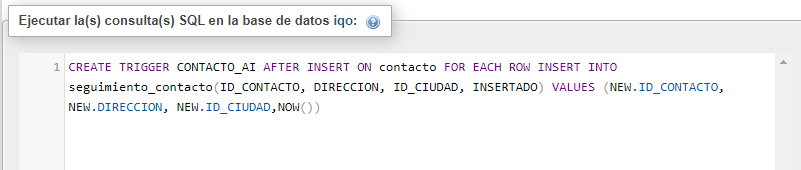 Ejecutar la(s) consulta(s) SQL en la base de datos iqo:
1 CREATE TRIGGER CONTACTO_AI AFTER INSERT ON contacto FOR EACH ROW INSERT INTO
seguimiento_contacto(ID_CONTACTO, DIRECCION, ID_CIUDAD, INSERTADO) VALUES (NEW.ID_CONTACTO,
NEW.DIRECCION, NEW.ID_CIUDAD,NOW())